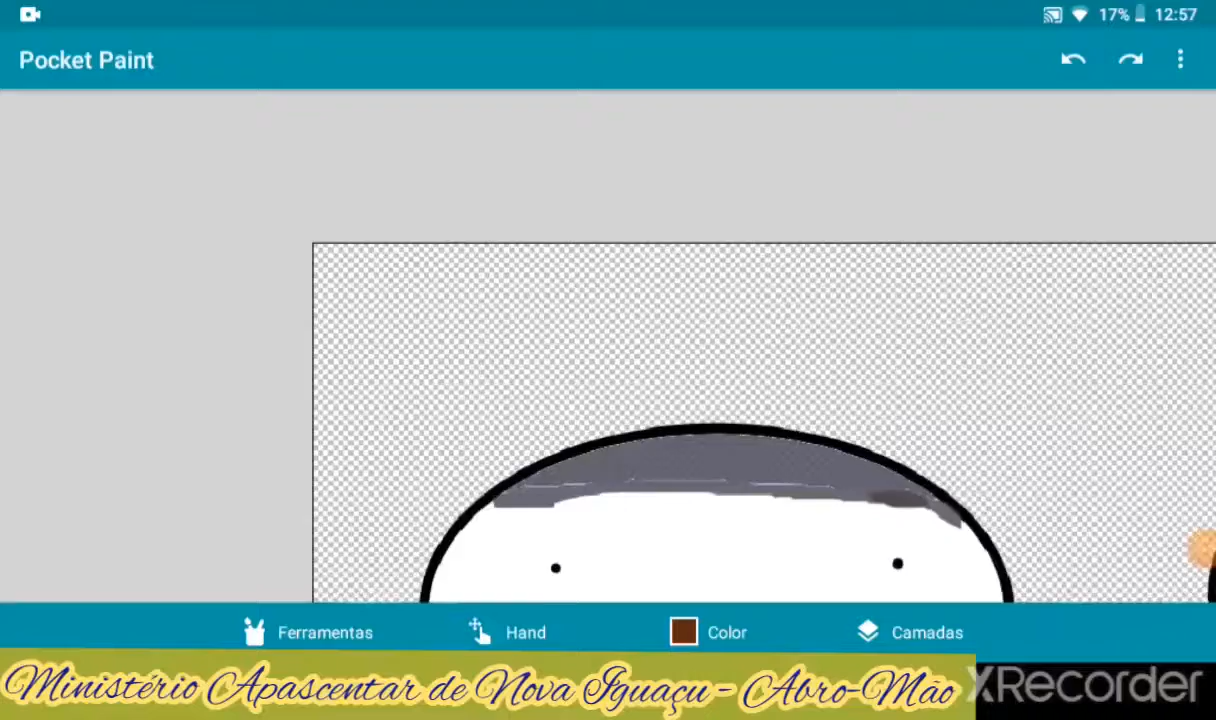 17% 12:57
Pocket Paint
Ferramentas Hand Color Camadas
Ministério Apascentar de Nova Iguaçu - Abro-Mão XRecorder